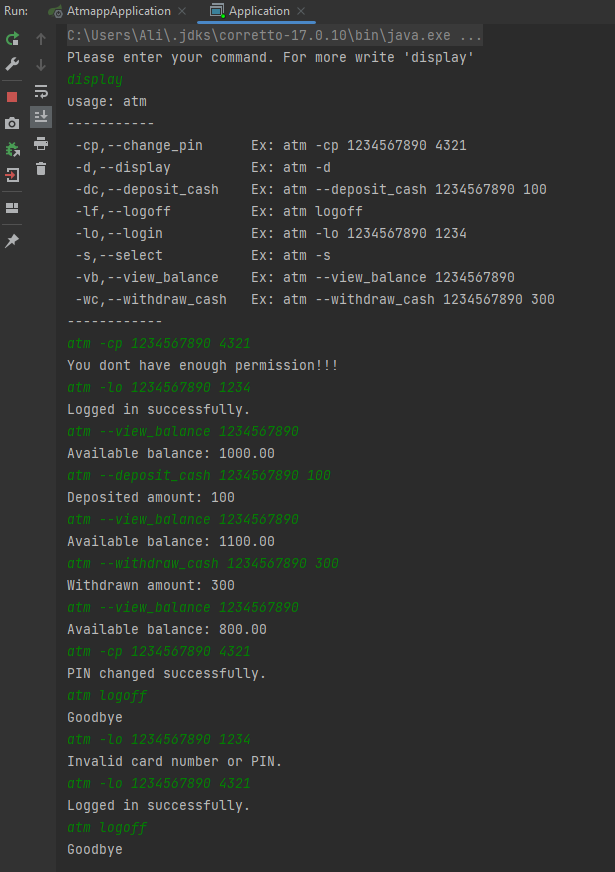 Run: AtmappApplication × Application ×
C:\Users\Ali\.jdks\corretto-17.0.10\bin\java.exe ...
Please enter your command. For more write 'display'
display
usage: atm
-----------
-cp,--change_pin Ex: atm -cp 1234567890 4321
-d,--display Ex: atm -d
-dc,--deposit_cash Ex: atm --deposit_cash 1234567890 100
-lf,--logoff Ex: atm logoff
-lo,--login Ex: atm -lo 1234567890 1234
-s,--select Ex: atm -s
-vb,--view_balance Ex: atm --view_balance 1234567890
-wc,--withdraw_cash Ex: atm --withdraw_cash 1234567890 300
------------
atm -cp 1234567890 4321
You dont have enough permission!!!
atm -lo 1234567890 1234
Logged in successfully.
atm --view_balance 1234567890
Available balance: 1000.00
atm --deposit_cash 1234567890 100
Deposited amount: 100
atm --view_balance 1234567890
Available balance: 1100.00
atm --withdraw_cash 1234567890 300
Withdrawn amount: 300
atm --view_balance 1234567890
Available balance: 800.00
atm -cp 1234567890 4321
PIN changed successfully.
atm logoff
Goodbye
atm -lo 1234567890 1234
Invalid card number or PIN.
atm -lo 1234567890 4321
Logged in successfully.
atm logoff
Goodbye